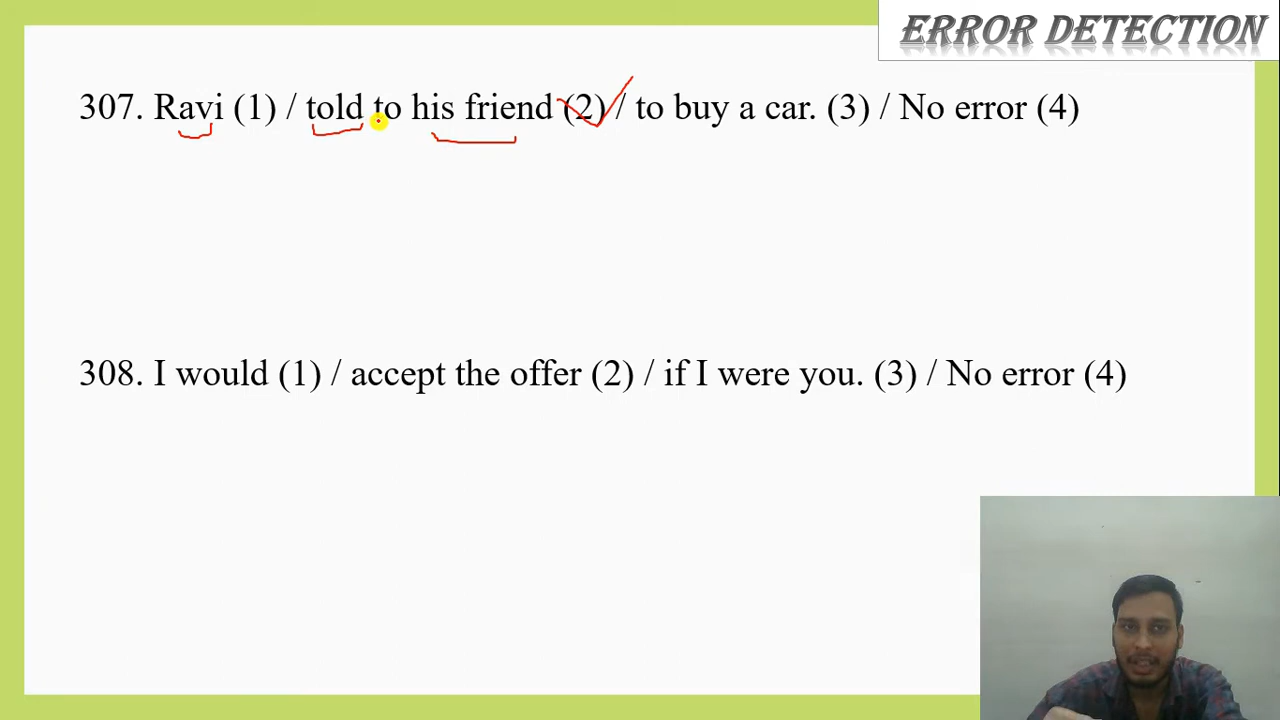 ERROR DETECTION
307. Ravi (1) / told to his friend (2) / to buy a car. (3) / No error (4)
308. I would (1) / accept the offer (2) / if I were you. (3) / No error (4)